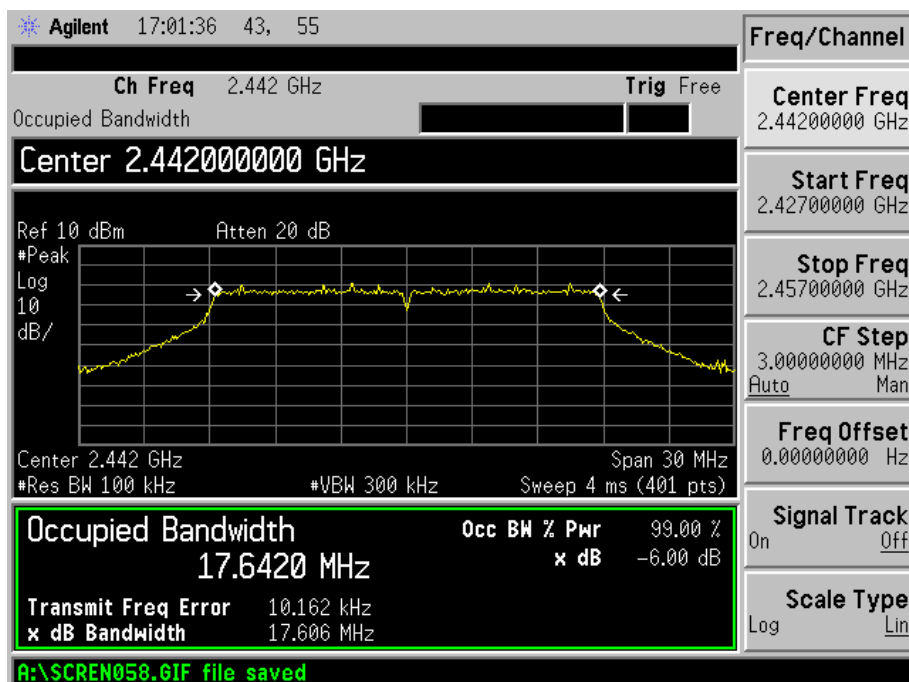 Agilent 17:01:36 43, 55
Ch Freq 2.442 GHz Trig Free
Occupied Bandwidth
Center 2.442000000 GHz
Ref 10 dBm Atten 20 dB
#Peak
Log
10
dB/
Center 2.442 GHz Span 30 MHz
#Res BW 100 kHz #VBW 300 kHz Sweep 4 ms (401 pts)
Occupied Bandwidth Occ BW % Pwr 99.00 %
17.6420 MHz x dB -6.00 dB
Transmit Freq Error 10.162 kHz
x dB Bandwidth 17.606 MHz
A:\SCREN058.GIF file saved
Freq/Channel
Center Freq
2.44200000 GHz
Start Freq
2.42700000 GHz
Stop Freq
2.45700000 GHz
CF Step
3.00000000 MHz
Auto Man
Freq Offset
0.00000000 Hz
Signal Track
On Off
Scale Type
Log Lin